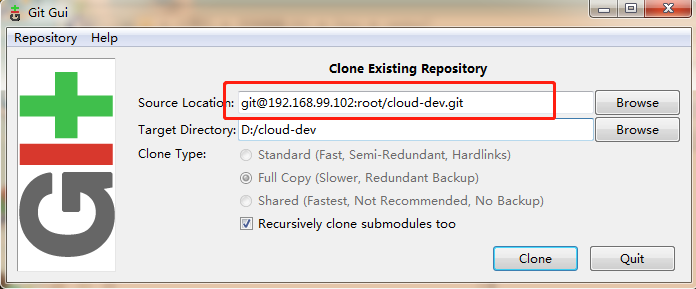 Git Gui
Repository Help
Clone Existing Repository
Source Location: git@192.168.99.102:root/cloud-dev.git Browse
Target Directory: D:/cloud-dev Browse
Clone Type: Standard (Fast, Semi-Redundant, Hardlinks)
Full Copy (Slower, Redundant Backup)
Shared (Fastest, Not Recommended, No Backup)
Recursively clone submodules too
Clone Quit
GIt